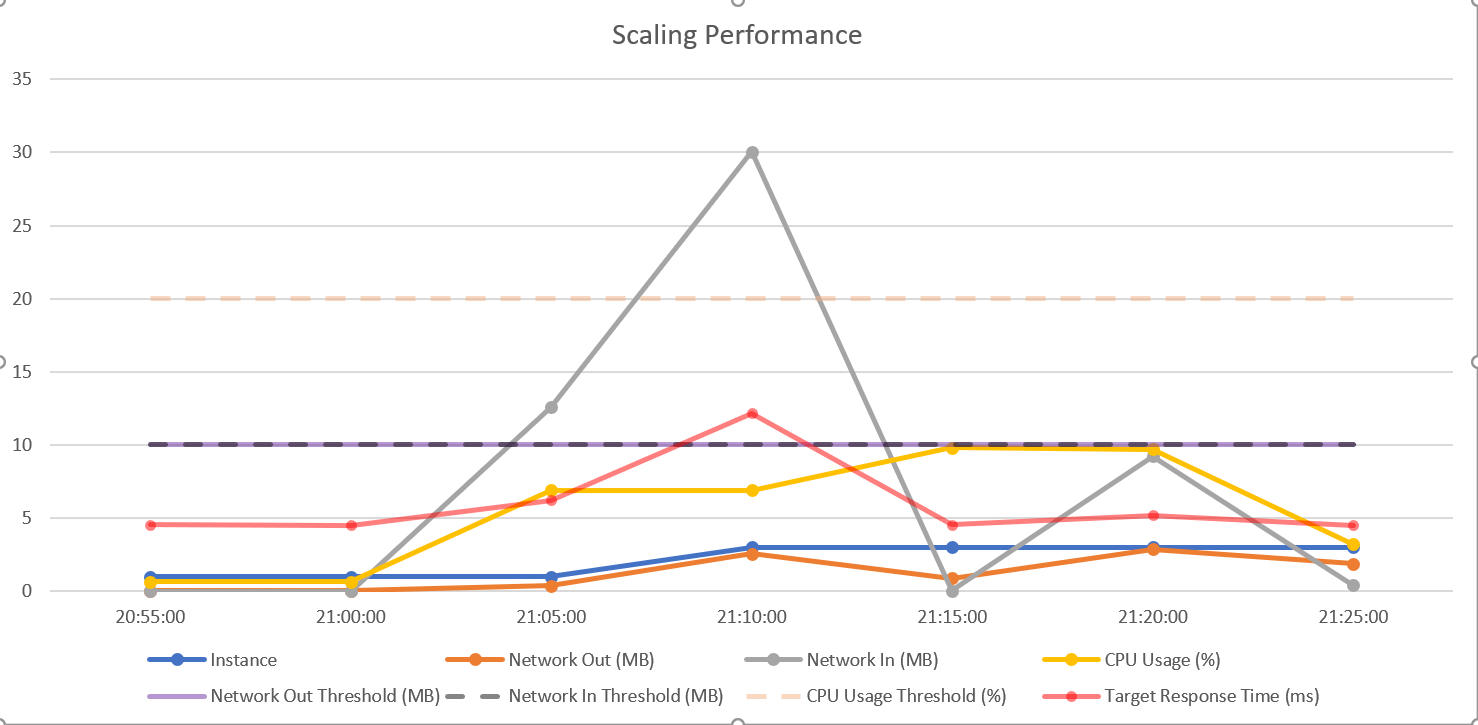 Scaling Performance
35
30
25
20
15
10
5
0
20:55:00 21:00:00 21:05:00 21:10:00 21:15:00 21:20:00 21:25:00
Instance Network Out (MB) Network In (MB) CPU Usage (%)
Network Out Threshold (MB) Network In Threshold (MB) CPU Usage Threshold (%) Target Response Time (ms)